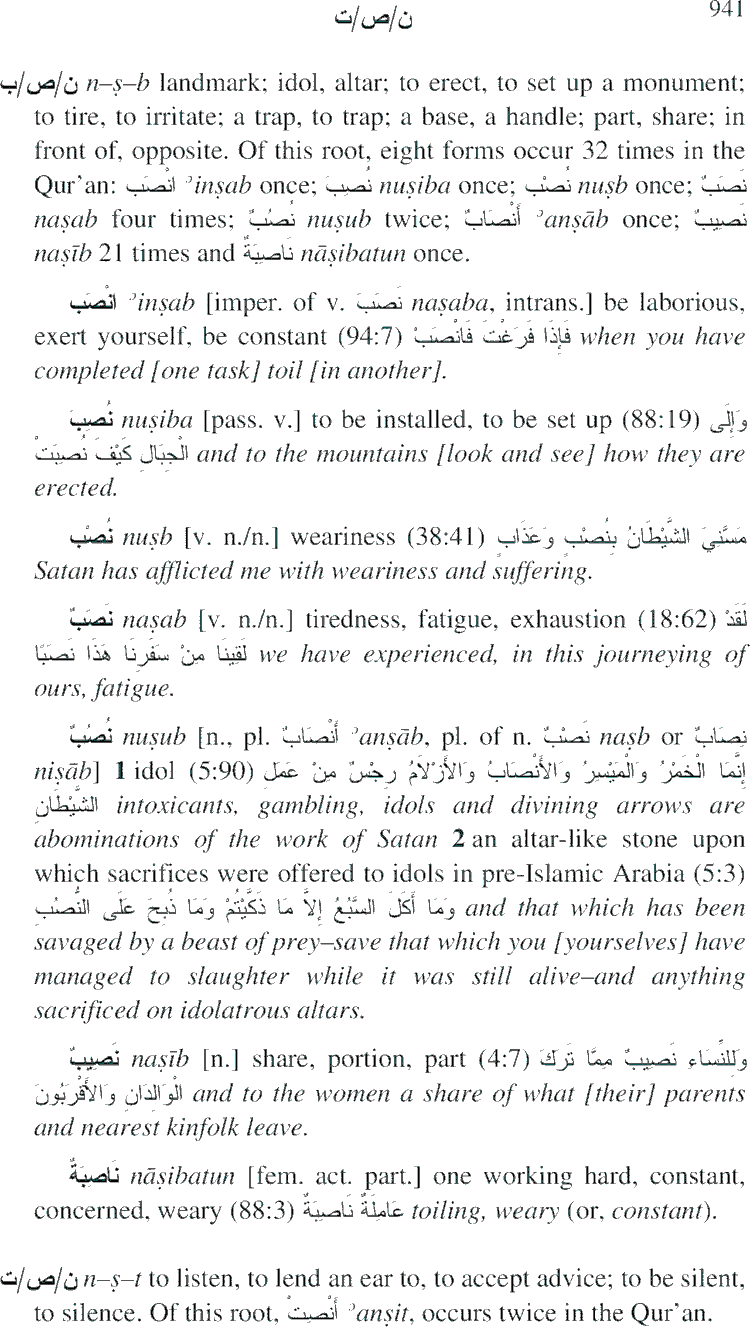 ن/ص/ت 941
ن/ص/ب n–ṣ–b landmark; idol, altar; to erect, to set up a monument;
to tire, to irritate; a trap, to trap; a base, a handle; part, share; in
front of, opposite. Of this root, eight forms occur 32 times in the
Qur’an: انْصَب ʾinṣab once; نُصِبَ nuṣiba once; نُصْب nuṣb once; نَصَبٌ
naṣab four times; نُصُبٌ nuṣub twice; أَنْصَابٌ ʾanṣāb once; نَصِيبٌ
naṣīb 21 times and نَاصِبَةٌ nāṣibatun once.
انْصَب ʾinṣab [imper. of v. نَصَبَ naṣaba, intrans.] be laborious,
exert yourself, be constant (94:7) فَإِذَا فَرَغْتَ فَانْصَبْ when you have
completed [one task] toil [in another].
نُصِبَ nuṣiba [pass. v.] to be installed, to be set up (88:19) وَإِلَى
الْجِبَالِ كَيْفَ نُصِبَتْ and to the mountains [look and see] how they are
erected.
نُصْب nuṣb [v. n./n.] weariness (38:41) مَسَّنِيَ الشَّيْطَانُ بِنُصْبٍ وَعَذَابٍ
Satan has afflicted me with weariness and suffering.
نَصَبٌ naṣab [v. n./n.] tiredness, fatigue, exhaustion (18:62) لَقَدْ
لَقِينَا مِنْ سَفَرِنَا هَذَا نَصَبًا we have experienced, in this journeying of
ours, fatigue.
نُصُبٌ nuṣub [n., pl. أَنْصَابٌ ʾanṣāb, pl. of n. نَصْبٌ naṣb or نِصَابٌ
niṣāb] 1 idol (5:90) إِنَّمَا الْخَمْرُ وَالْمَيْسِرُ وَالأَنْصَابُ وَالأَزْلاَمُ رِجْسٌ مِنْ عَمَلِ
الشَّيْطَانِ intoxicants, gambling, idols and divining arrows are
abominations of the work of Satan 2 an altar-like stone upon
which sacrifices were offered to idols in pre-Islamic Arabia (5:3)
وَمَا أَكَلَ السَّبُعُ إِلاَّ مَا ذَكَّيْتُمْ وَمَا ذُبِحَ عَلَى النُّصُبِ and that which has been
savaged by a beast of prey–save that which you [yourselves] have
managed to slaughter while it was still alive–and anything
sacrificed on idolatrous altars.
نَصِيبٌ naṣīb [n.] share, portion, part (4:7) وَلِلنِّسَاءِ نَصِيبٌ مِمَّا تَرَكَ
الْوَالِدَانِ وَالأَقْرَبُونَ and to the women a share of what [their] parents
and nearest kinfolk leave.
نَاصِبَةٌ nāṣibatun [fem. act. part.] one working hard, constant,
concerned, weary (88:3) عَامِلَةٌ نَاصِبَةٌ toiling, weary (or, constant).
ن/ص/ت n–ṣ–t to listen, to lend an ear to, to accept advice; to be silent,
to silence. Of this root, أَنْصِتْ ʾanṣit, occurs twice in the Qur’an.